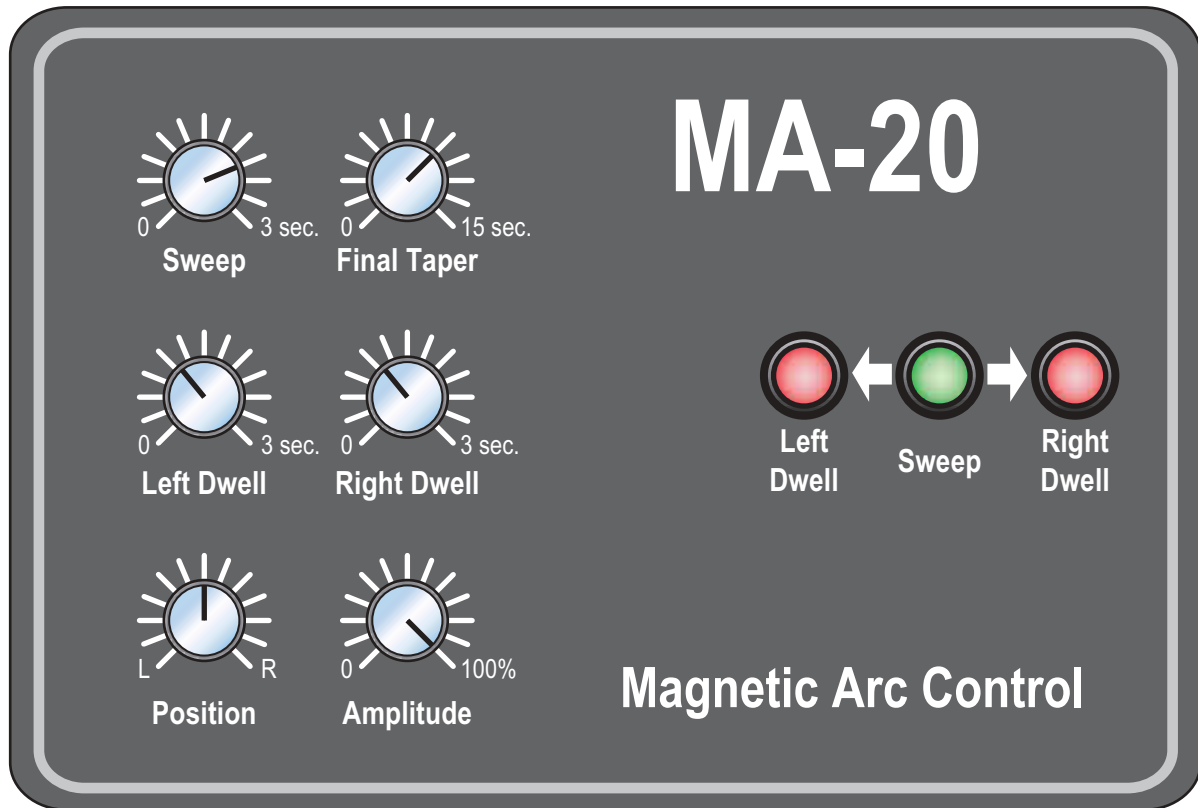 MA-20
0 3 sec.
Sweep
0 15 sec.
Final Taper
0 3 sec.
Left Dwell
0 3 sec.
Right Dwell
Left
Dwell
Sweep
Right
Dwell
L R
Position
0 100%
Amplitude
Magnetic Arc Control